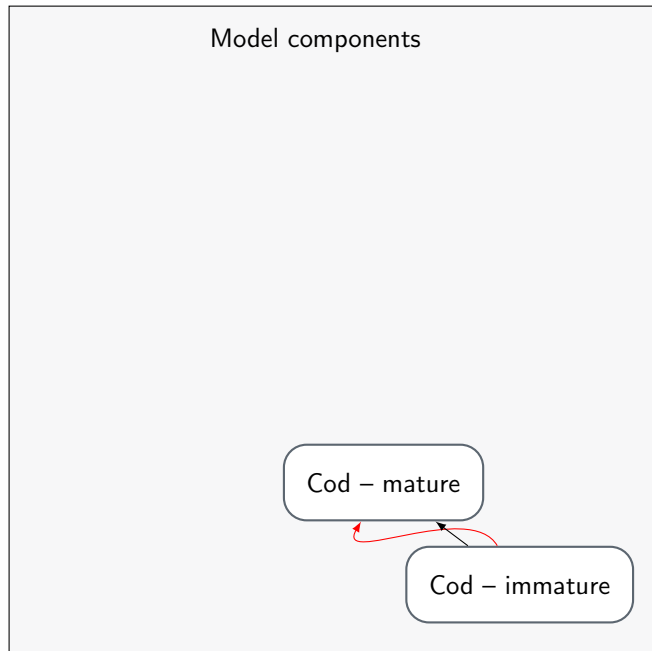 Model components
Cod – mature
Cod – immature